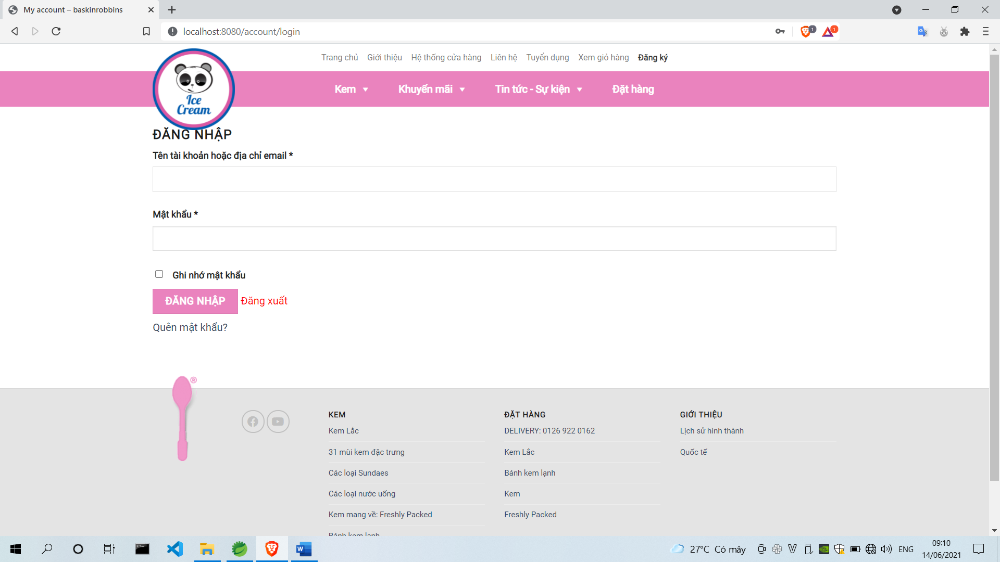 My account – baskinrobbins
localhost:8080/account/login
1
1
Trang chủ Giới thiệu Hệ thống cửa hàng Liên hệ Tuyển dụng Xem giỏ hàng Đăng ký
Ice
Cream
Kem Khuyến mãi Tin tức - Sự kiện Đặt hàng
ĐĂNG NHẬP
Tên tài khoản hoặc địa chỉ email *
Mật khẩu *
Ghi nhớ mật khẩu
ĐĂNG NHẬP Đăng xuất
Quên mật khẩu?
®
KEM
Kem Lắc
31 mùi kem đặc trưng
Các loại Sundaes
Các loại nước uống
Kem mang về: Freshly Packed
Bánh kem lạnh
ĐẶT HÀNG
DELIVERY: 0126 922 0162
Kem Lắc
Bánh kem lạnh
Kem
Freshly Packed
GIỚI THIỆU
Lịch sử hình thành
Quốc tế
27°C Có mây
ENG
09:10
14/06/2021